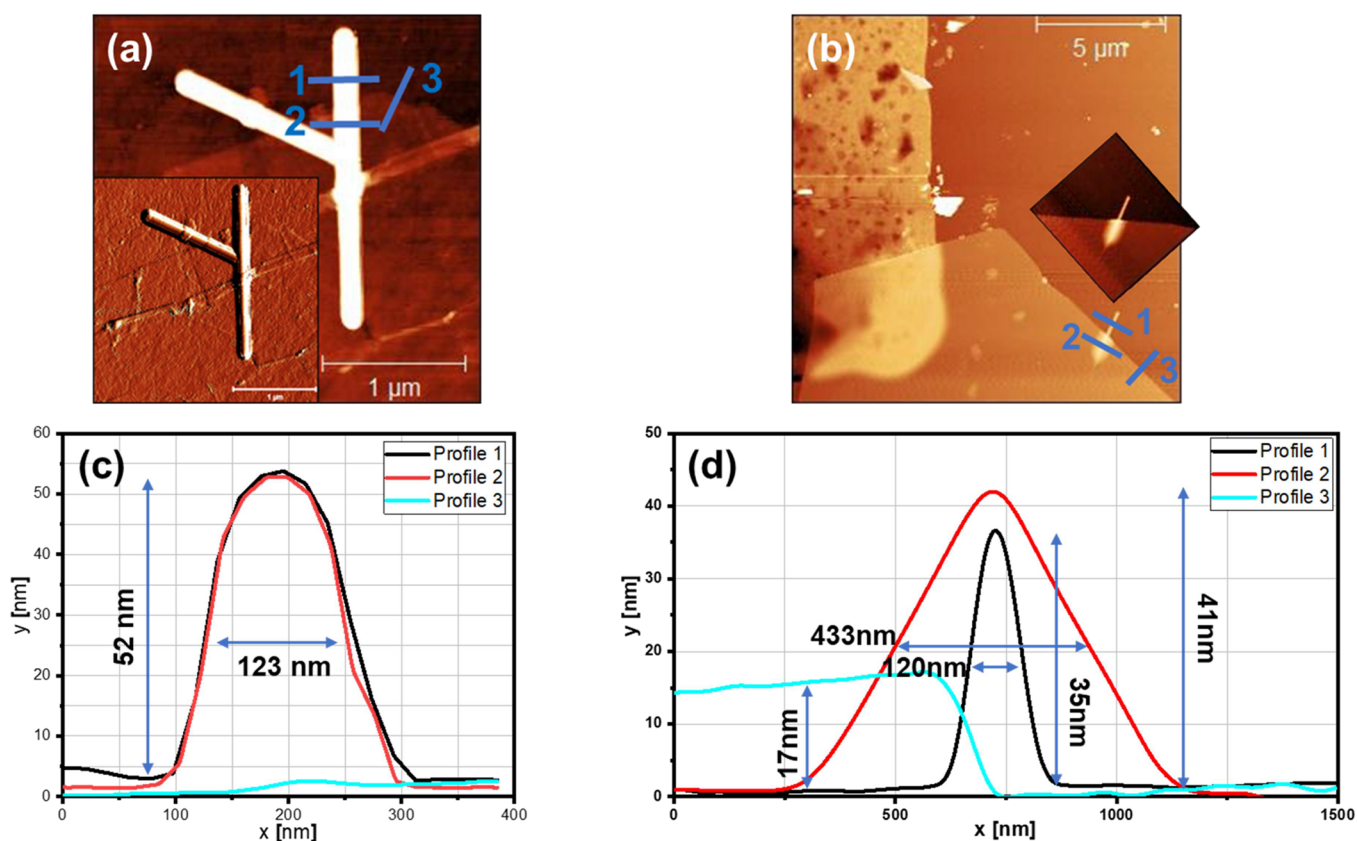 (a)
1
2
3
1 µm
1 µm
(b)
5 µm
1
2
3
(c)
Profile 1
Profile 2
Profile 3
60
50
40
30
20
10
0
y [nm]
52 nm
123 nm
0
100
200
300
400
x [nm]
(d)
Profile 1
Profile 2
Profile 3
50
40
30
20
10
0
y [nm]
433nm
120nm
17nm
35nm
41nm
0
500
1000
1500
x [nm]